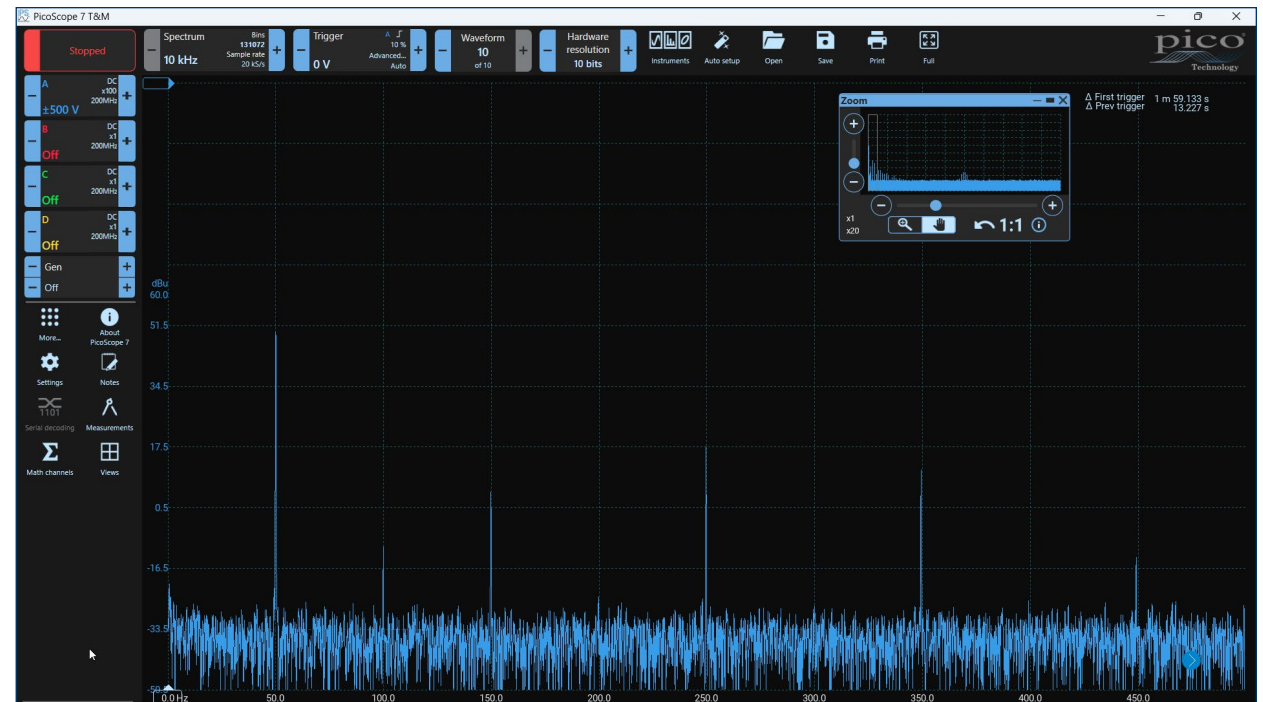 PicoScope 7 T&M
Stopped
Spectrum
10 kHz
Bins
131072
Sample rate
20 kS/s
Trigger
0 V
A
10 %
Advanced...
Auto
Waveform
10
of 10
Hardware
resolution
10 bits
Instruments
Auto setup
Open
Save
Print
Full
pico
Technology
A
DC
x100
200MHz
±500 V
B
DC
x1
200MHz
Off
C
DC
x1
200MHz
Off
D
DC
x1
200MHz
Off
Gen
Off
More...
About
PicoScope 7
Settings
Notes
1101
Serial decoding
Measurements
Math channels
Views
Zoom
x1
x20
1:1
Δ First trigger 1 m 59.133 s
Δ Prev trigger 13.227 s
dBu
60.0
51.5
34.5
17.5
0.5
-16.5
-33.5
0.0 Hz 50.0 100.0 150.0 200.0 250.0 300.0 350.0 400.0 450.0